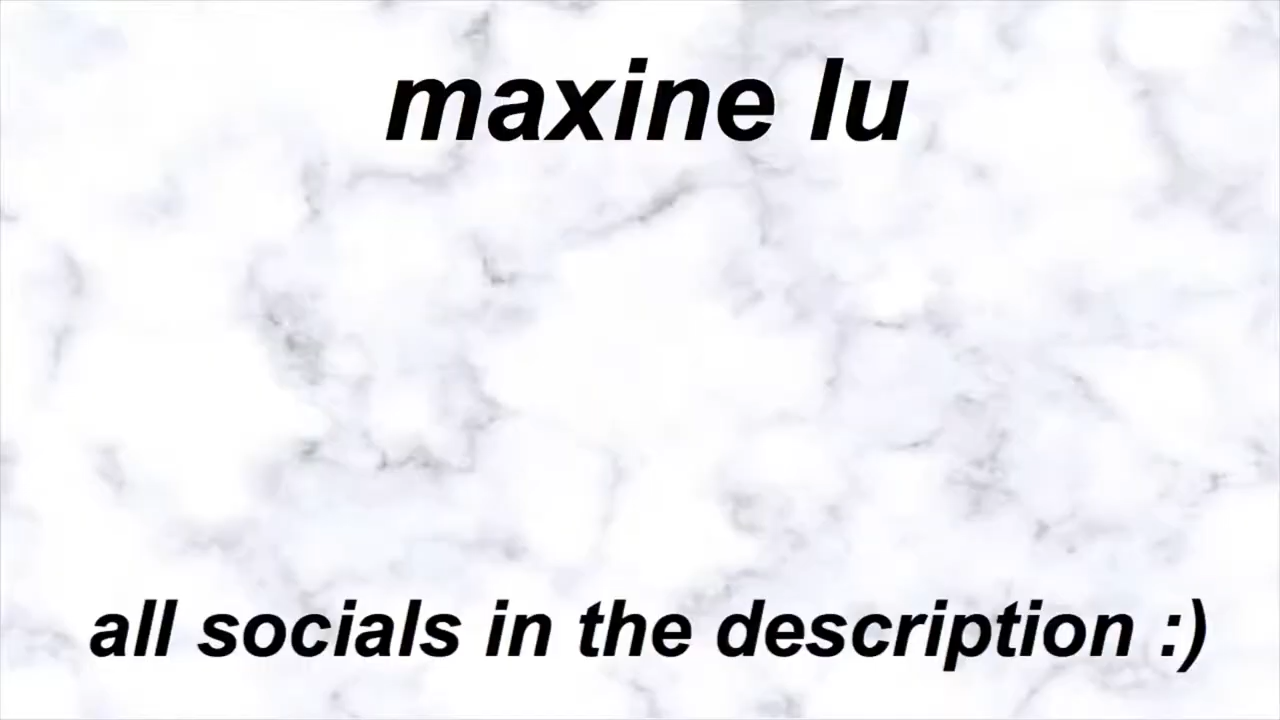 maxine lu
all socials in the description :)